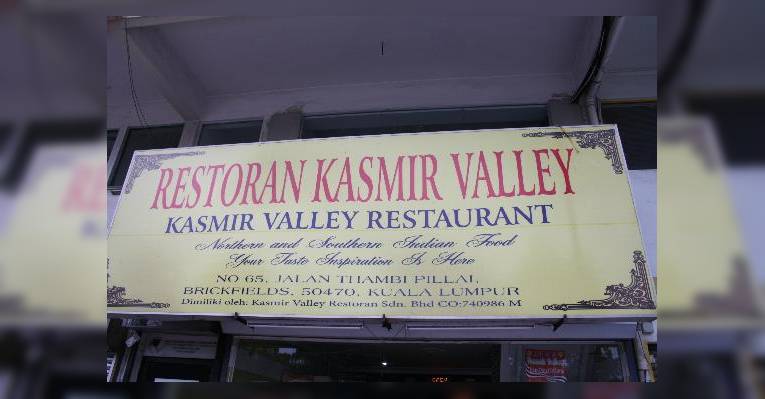 RESTORAN KASMIR VALLEY
KASMIR VALLEY RESTAURANT
Northern and Southern Indian Food
Your Taste Inspiration Is Here
NO 65, JALAN THAMBI PILLAI,
BRICKFIELDS, 50470, KUALA LUMPUR
Dimiliki oleh: Kasmir Valley Restoran Sdn. Bhd CO:740986 M